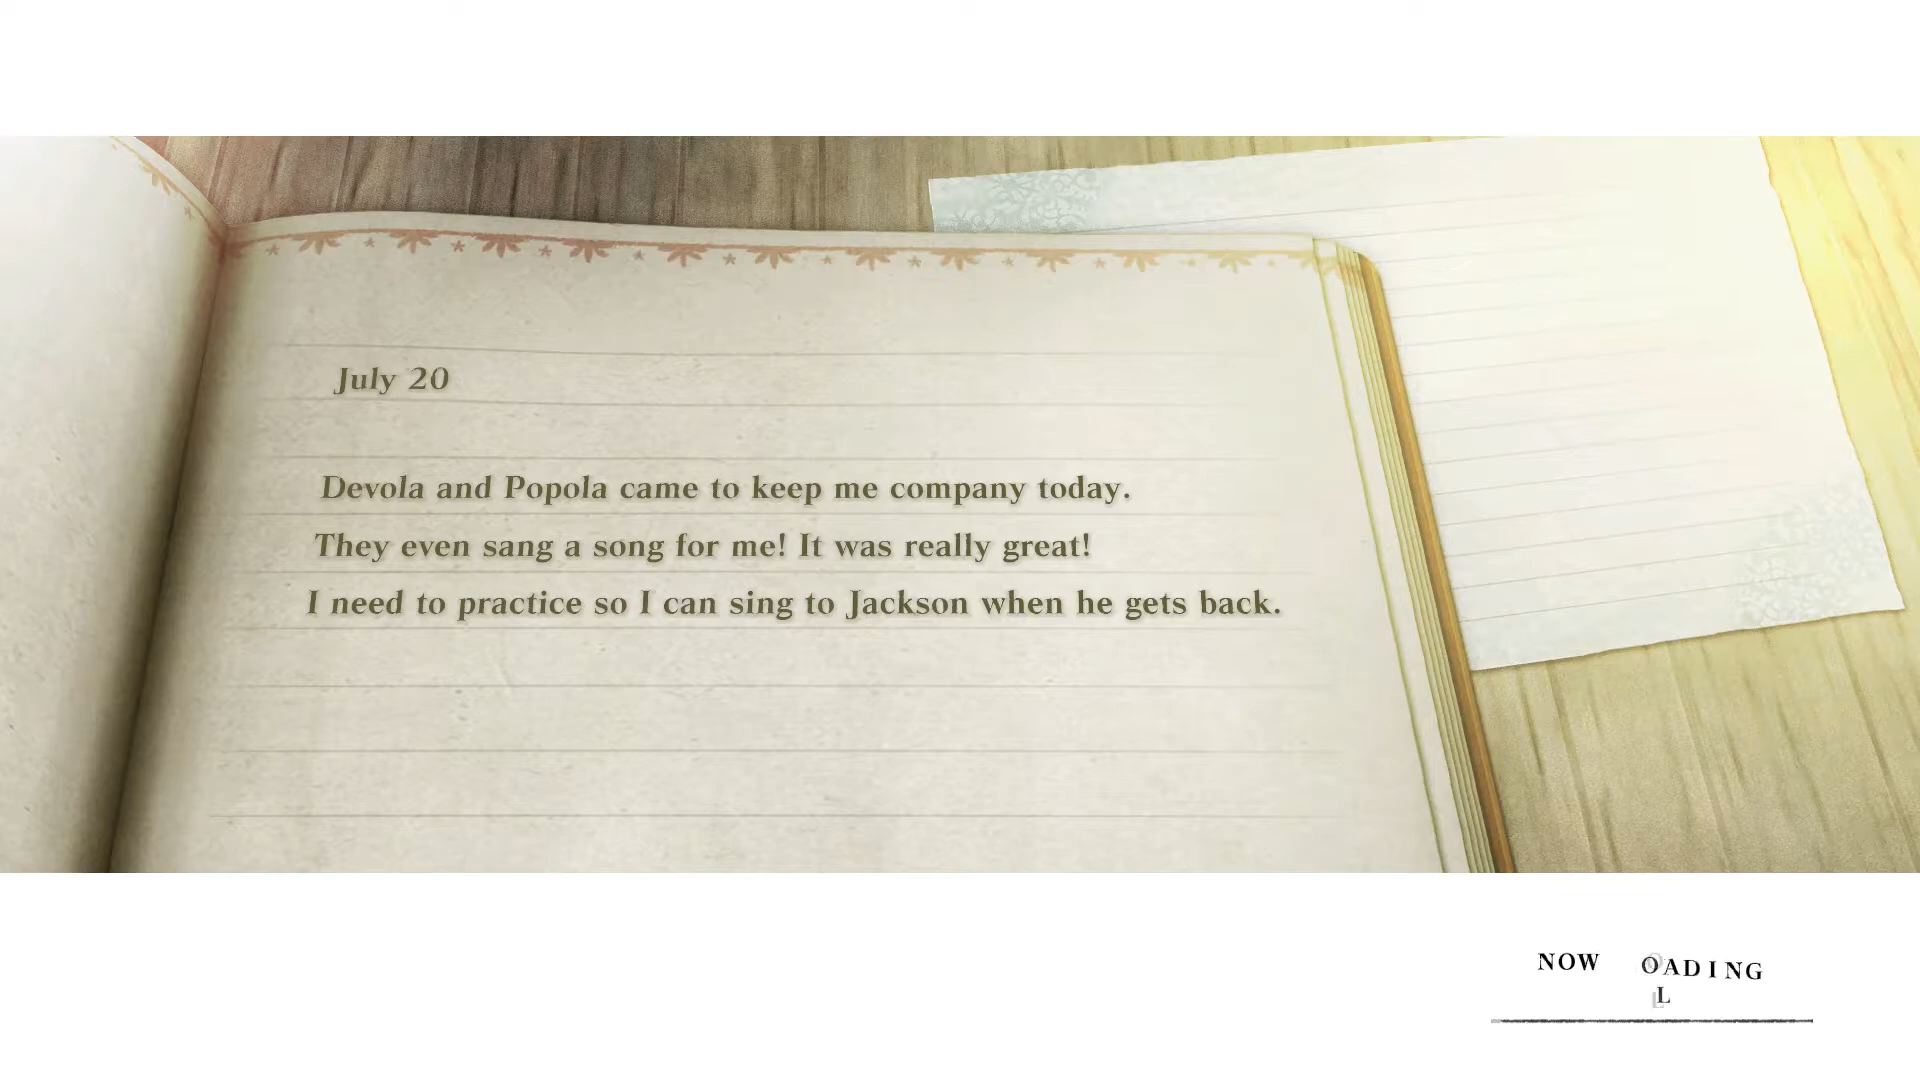 July 20
Devola and Popola came to keep me company today.
They even sang a song for me! It was really great!
I need to practice so I can sing to Jackson when he gets back.
NOW LOADING